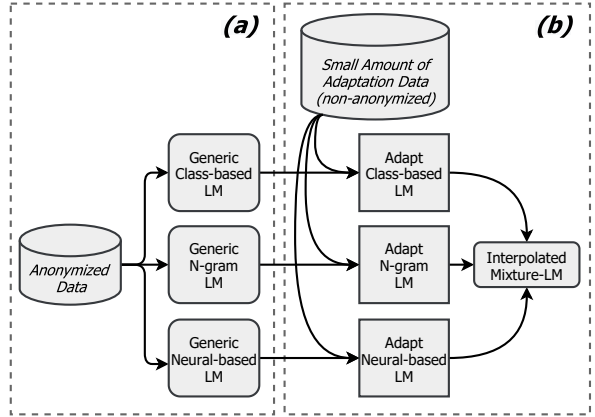 (a)
(b)
Small Amount of
Adaptation Data
(non-anonymized)
Generic
Class-based
LM
Adapt
Class-based
LM
Anonymized
Data
Generic
N-gram
LM
Adapt
N-gram
LM
Interpolated
Mixture-LM
Generic
Neural-based
LM
Adapt
Neural-based
LM